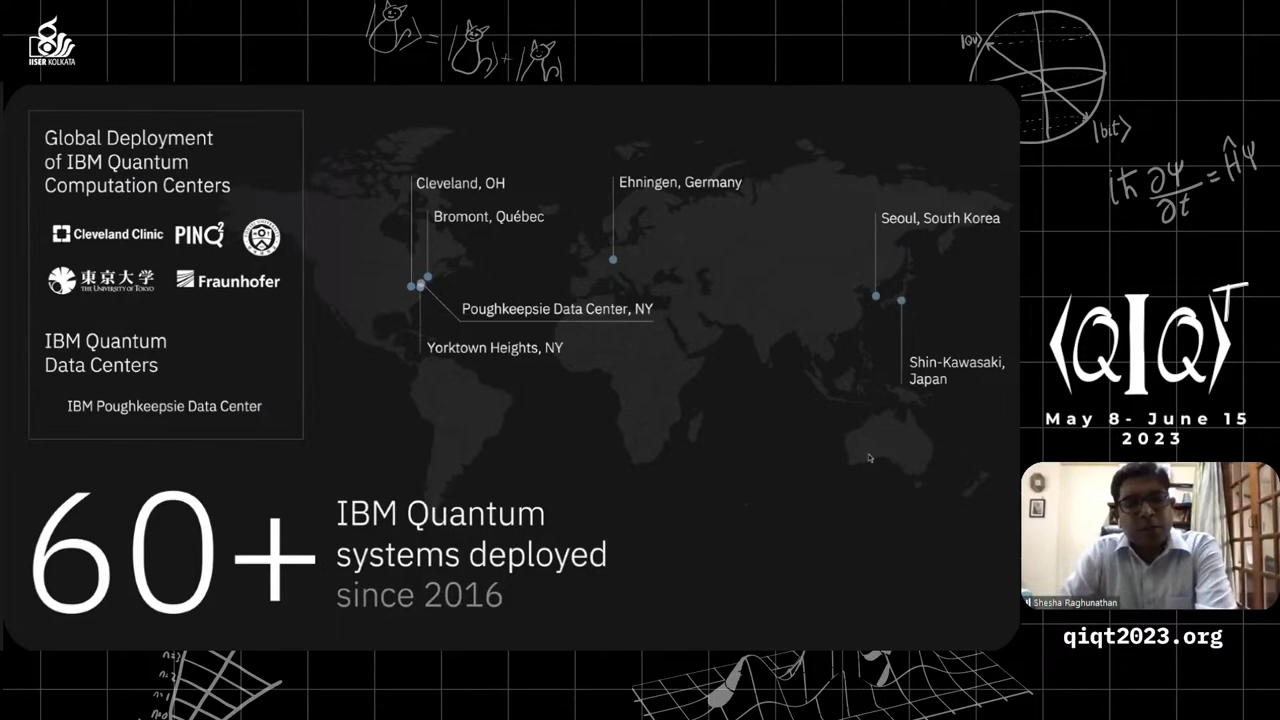 IISER KOLKATA
Global Deployment
of IBM Quantum
Computation Centers
Cleveland Clinic
PINQ2
東京大学
THE UNIVERSITY OF TOKYO
Fraunhofer
IBM Quantum
Data Centers
IBM Poughkeepsie Data Center
Cleveland, OH
Bromont, Québec
Ehningen, Germany
Seoul, South Korea
Poughkeepsie Data Center, NY
Yorktown Heights, NY
Shin-Kawasaki,
Japan
60+
IBM Quantum
systems deployed
since 2016
|bit⟩
iħ ∂ψ/∂t = Ĥψ
⟨QIQ⟩T
May 8- June 15
2023
Shesha Raghunathan
qiqt2023.org